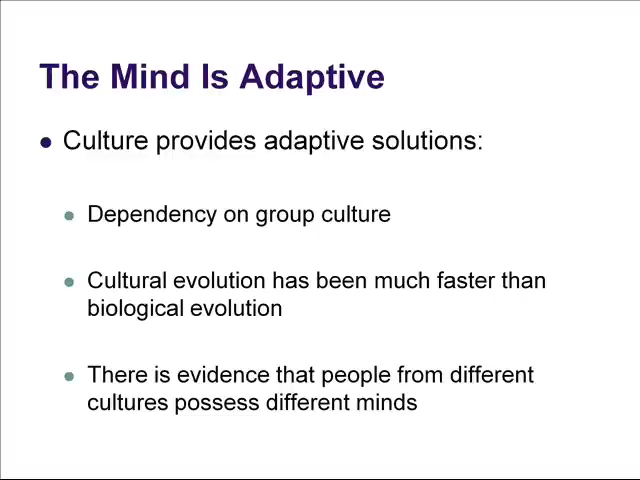 The Mind Is Adaptive
Culture provides adaptive solutions:
Dependency on group culture
Cultural evolution has been much faster than
biological evolution
There is evidence that people from different
cultures possess different minds